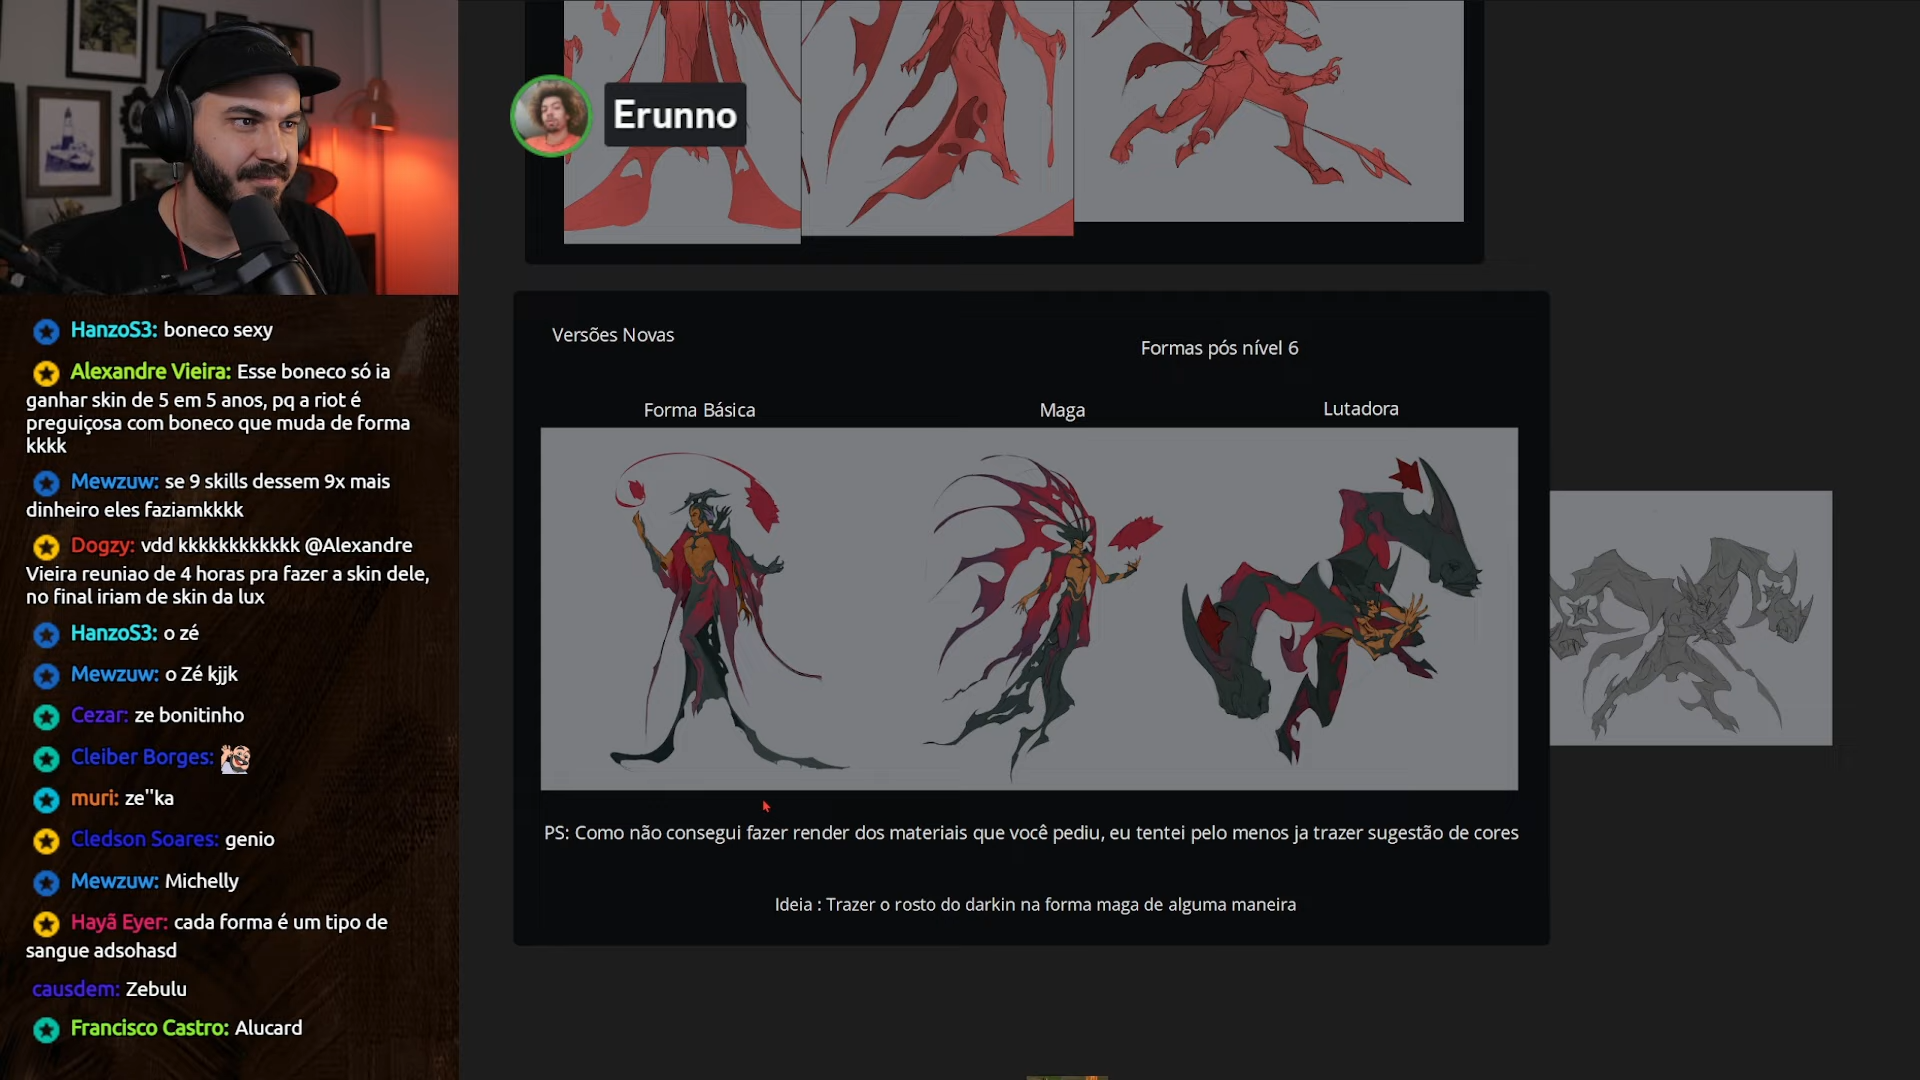 Erunno
HanzoS3: boneco sexy
Alexandre Vieira: Esse boneco só ia
ganhar skin de 5 em 5 anos, pq a riot é
preguiçosa com boneco que muda de forma
kkkk
Mewzuw: se 9 skills dessem 9x mais
dinheiro eles faziamkkkk
Dogzy: vdd kkkkkkkkkkkk @Alexandre
Vieira reuniao de 4 horas pra fazer a skin dele,
no final iriam de skin da lux
HanzoS3: o zé
Mewzuw: o Zé kjjk
Cezar: ze bonitinho
Cleiber Borges:
muri: ze"ka
Cledson Soares: genio
Mewzuw: Michelly
Hayã Eyer: cada forma é um tipo de
sangue adsohasd
causdem: Zebulu
Francisco Castro: Alucard
Versões Novas
Formas pós nível 6
Forma Básica
Maga
Lutadora
PS: Como não consegui fazer render dos materiais que você pediu, eu tentei pelo menos ja trazer sugestão de cores
Ideia : Trazer o rosto do darkin na forma maga de alguma maneira